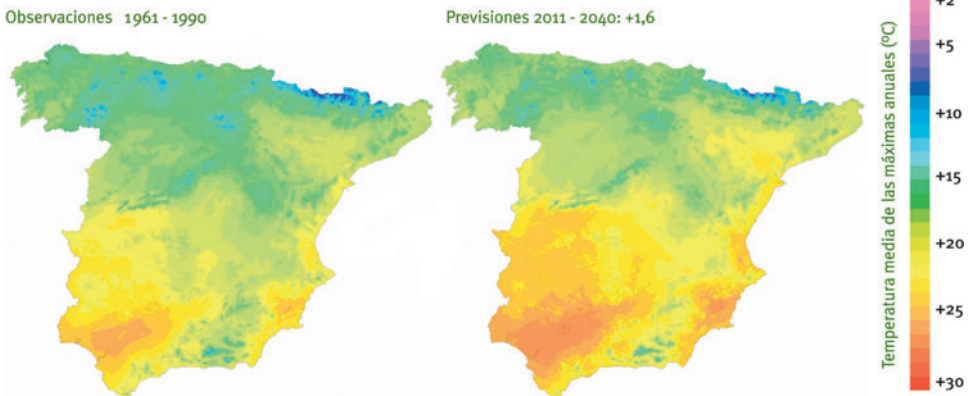 Observaciones 1961 - 1990
Previsiones 2011 - 2040: +1,6
Temperatura media de las máximas anuales (ºC)
+2
+5
+10
+15
+20
+25
+30